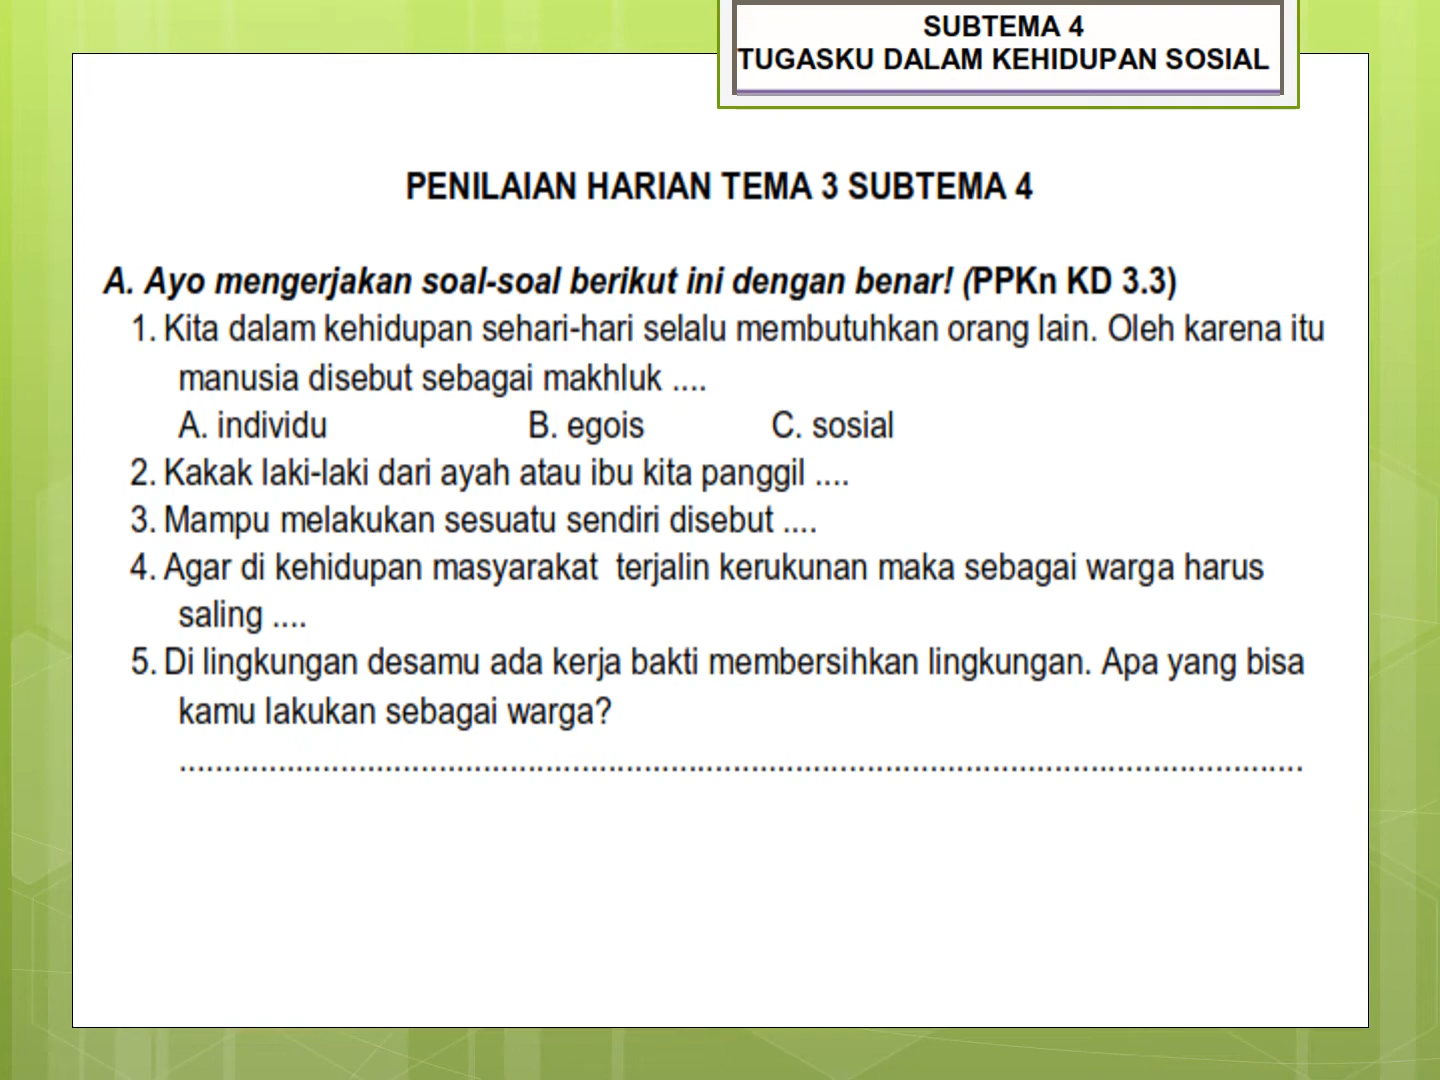 SUBTEMA 4
TUGASKU DALAM KEHIDUPAN SOSIAL
PENILAIAN HARIAN TEMA 3 SUBTEMA 4
A. Ayo mengerjakan soal-soal berikut ini dengan benar! (PPKn KD 3.3)
1. Kita dalam kehidupan sehari-hari selalu membutuhkan orang lain. Oleh karena itu
manusia disebut sebagai makhluk ....
A. individu B. egois C. sosial
2. Kakak laki-laki dari ayah atau ibu kita panggil ....
3. Mampu melakukan sesuatu sendiri disebut ....
4. Agar di kehidupan masyarakat terjalin kerukunan maka sebagai warga harus
saling ....
5. Di lingkungan desamu ada kerja bakti membersihkan lingkungan. Apa yang bisa
kamu lakukan sebagai warga?
................................................................................................................................